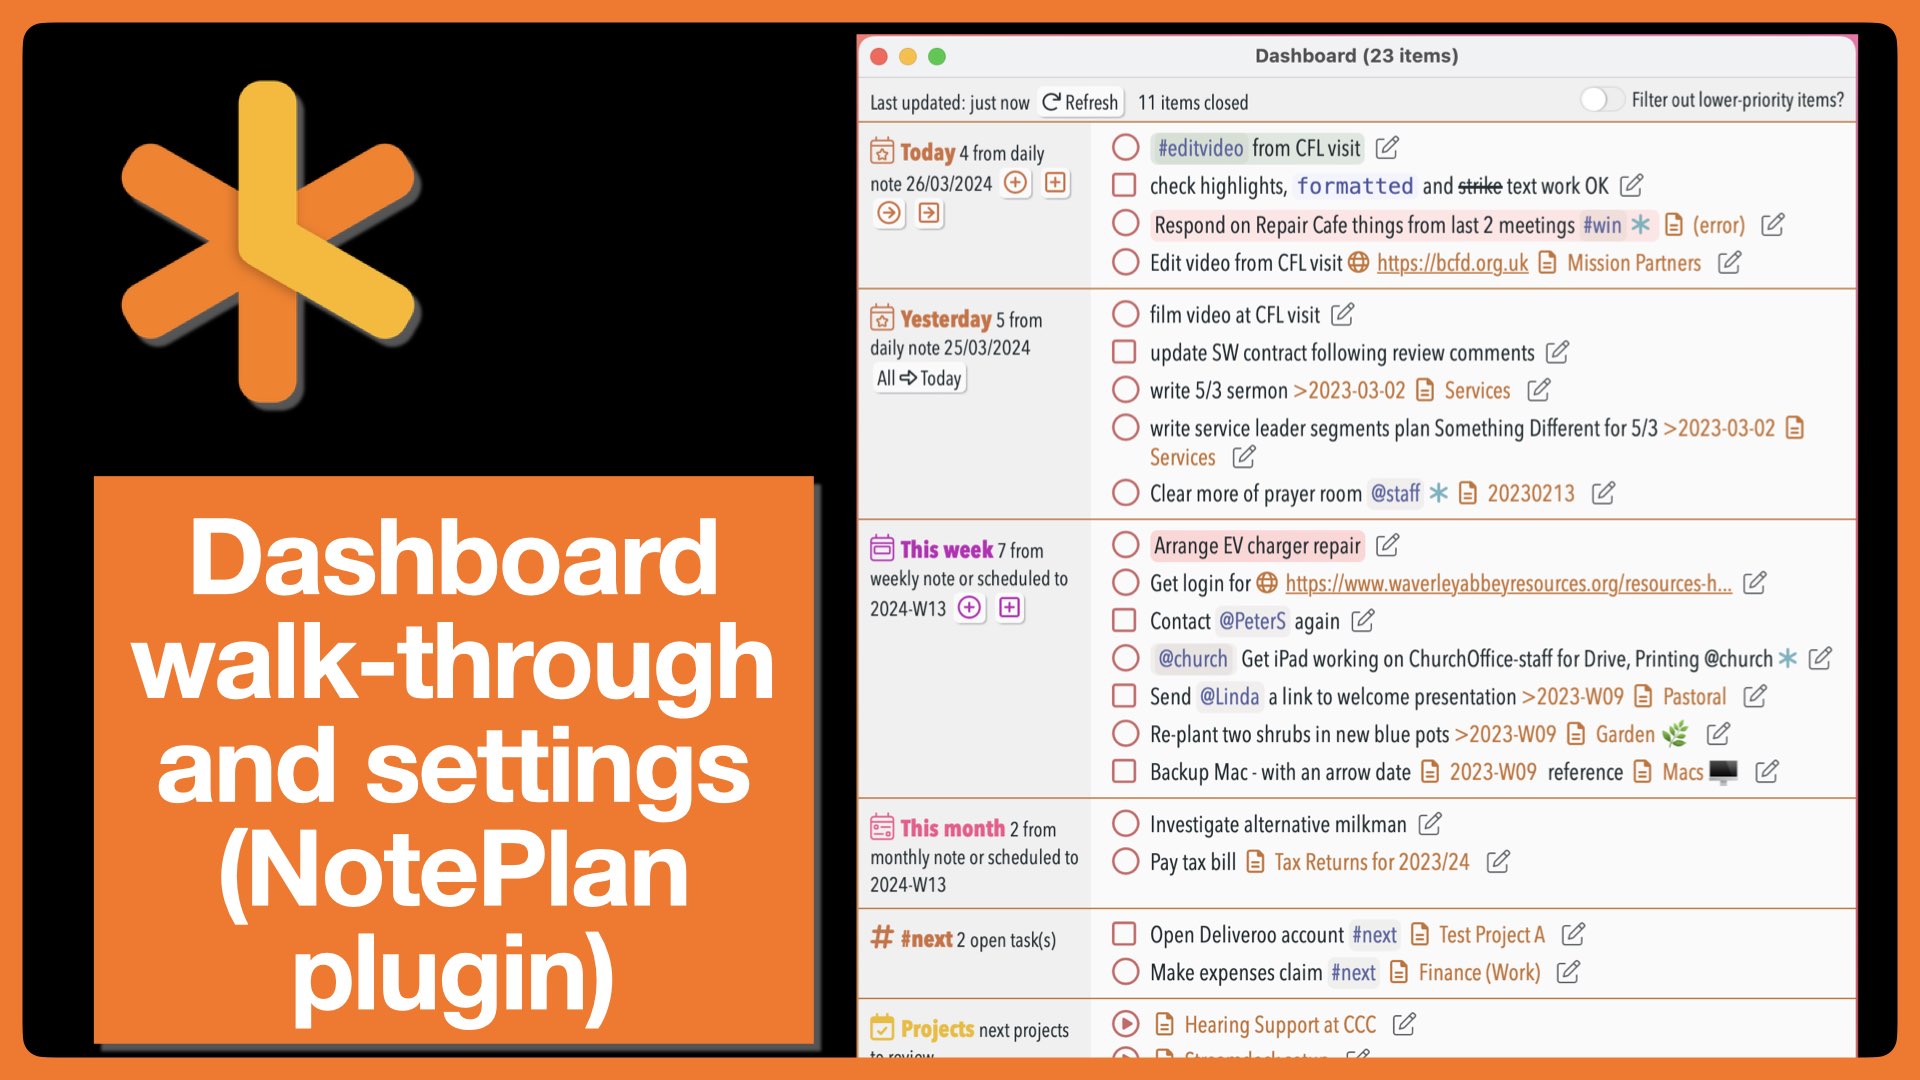 Dashboard
walk-through
and settings
(NotePlan
plugin)
Dashboard (23 items)
Last updated: just now Refresh 11 items closed Filter out lower-priority items?
Today 4 from daily
note 26/03/2024
#editvideo from CFL visit
check highlights, formatted and strike text work OK
Respond on Repair Cafe things from last 2 meetings #win (error)
Edit video from CFL visit https://bcfd.org.uk Mission Partners
Yesterday 5 from
daily note 25/03/2024
All ⇨ Today
film video at CFL visit
update SW contract following review comments
write 5/3 sermon >2023-03-02 Services
write service leader segments plan Something Different for 5/3 >2023-03-02
Services
Clear more of prayer room @staff 20230213
This week 7 from
weekly note or scheduled to
2024-W13
Arrange EV charger repair
Get login for https://www.waverleyabbeyresources.org/resources-h...
Contact @PeterS again
@church Get iPad working on ChurchOffice-staff for Drive, Printing @church
Send @Linda a link to welcome presentation >2023-W09 Pastoral
Re-plant two shrubs in new blue pots >2023-W09 Garden 🌿
Backup Mac - with an arrow date 2023-W09 reference Macs 🖥️
This month 2 from
monthly note or scheduled to
2024-W13
Investigate alternative milkman
Pay tax bill Tax Returns for 2023/24
# #next 2 open task(s)
Open Deliveroo account #next Test Project A
Make expenses claim #next Finance (Work)
Projects next projects
to review
Hearing Support at CCC